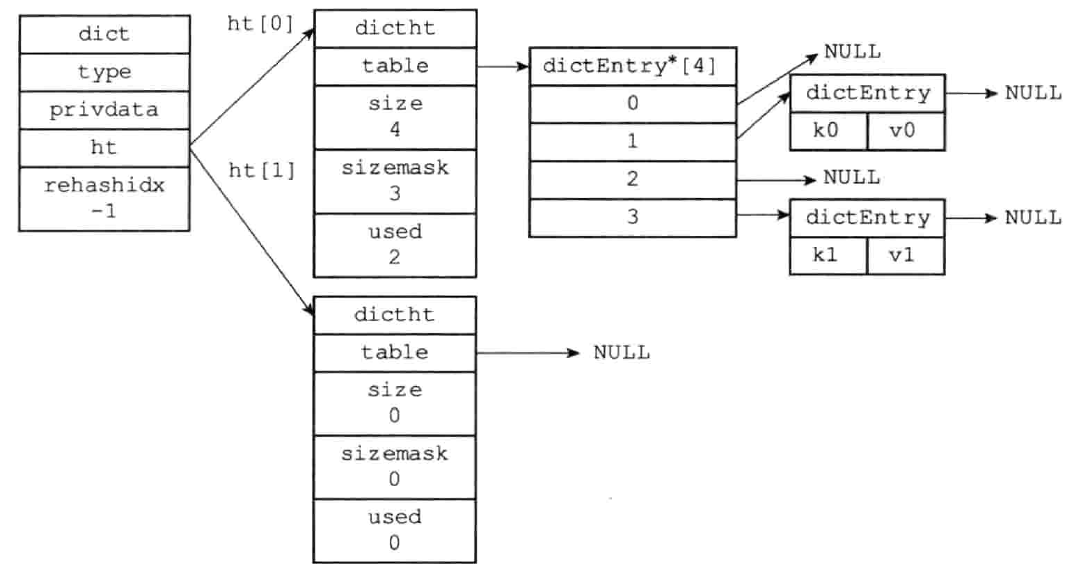 dict
type
privdata
ht
rehashidx
-1
ht[0]
ht[1]
dictht
table
size
4
sizemask
3
used
2
dictht
table
size
0
sizemask
0
used
0
NULL
dictEntry*[4]
0
1
2
3
NULL
dictEntry
k0 v0
NULL
NULL
dictEntry
k1 v1
NULL